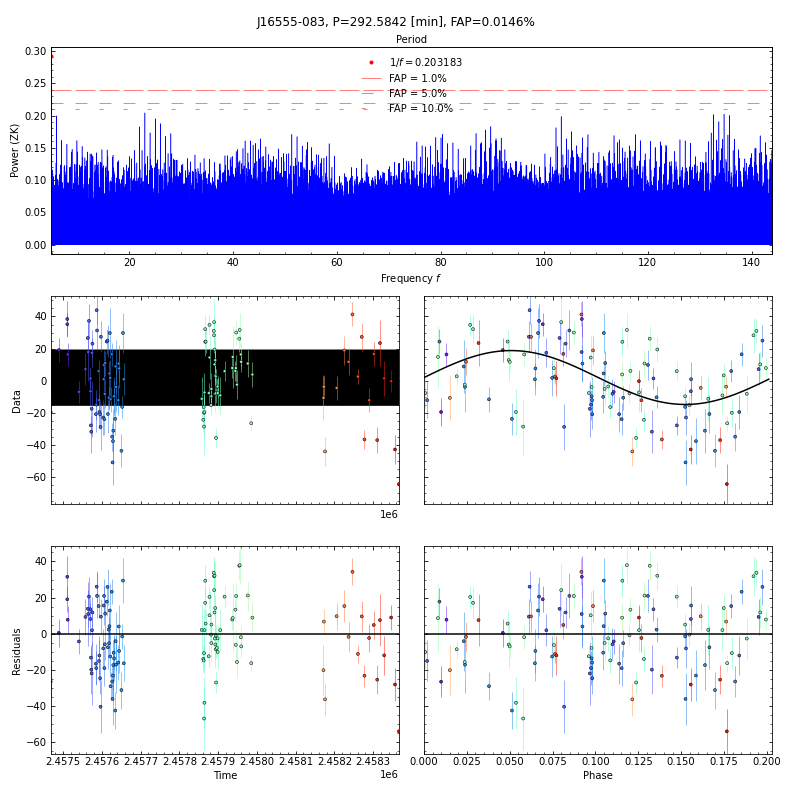 J16555-083, P=292.5842 [min], FAP=0.0146%
Period
0.30
0.25
0.20
0.15
0.10
0.05
0.00
Power (ZK)
1/f = 0.203183
FAP = 1.0%
FAP = 5.0%
FAP = 10.0%
20 40 60 80 100 120 140
Frequency f
40
20
0
−20
−40
−60
Data
1e6
40
20
0
−20
−40
−60
Residuals
2.4575 2.4576 2.4577 2.4578 2.4579 2.4580 2.4581 2.4582 2.4583
1e6
Time
0.000 0.025 0.050 0.075 0.100 0.125 0.150 0.175 0.200
Phase